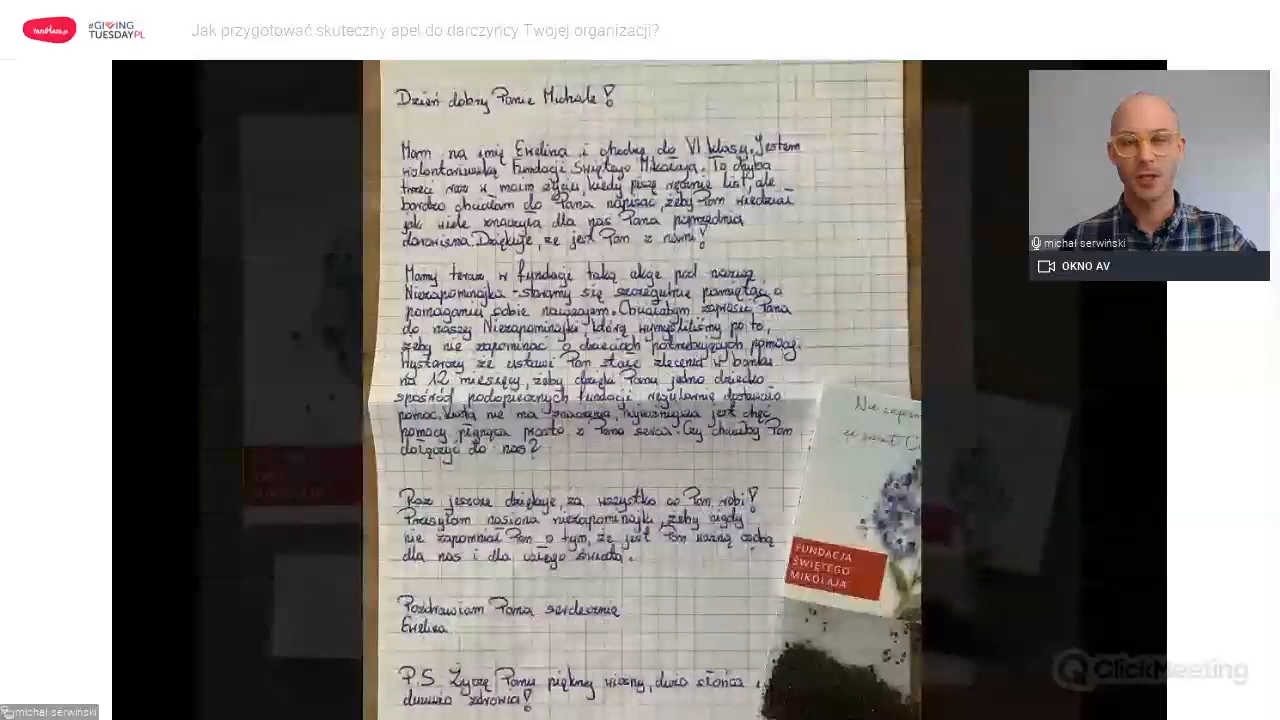 fanimani.pl
#GIVING
TUESDAYPL
Jak przygotować skuteczny apel do darczyńcy Twojej organizacji?
Dzień dobry Panie Michale!
Mam na imię Ewelina i chodzę do VI klasy. Jestem
wolontariuszką Fundacji Świętego Mikołaja. To chyba
trzeci raz w moim życiu, kiedy piszę ręcznie list, ale
bardzo chciałam do Pana napisać, żeby Pan wiedział
jak wiele znaczyła dla nas Pana poprzednia
darowizna. Dziękuję, że jest Pan z nami!
Mamy teraz w fundacji taką akcję pod nazwą
Niezapominajka - staramy się szczególnie pamiętać o
pomaganiu sobie nawzajem. Chciałabym zaprosić Pana
do naszej Niezapominajki, którą wymyśliliśmy po to,
żeby nie zapominać o dzieciach potrzebujących pomocy.
Wystarczy, że ustawi Pan stałe zlecenie w banku
na 12 miesięcy, żeby dzięki Panu jedno dziecko
spośród podopiecznych fundacji, regularnie dostawało
pomoc. Kwota nie ma znaczenia, najważniejsza jest chęć
pomocy, płynąca prosto z Pana serca. Czy chciałby Pan
dołączyć do nas?
Raz jeszcze dziękuję, za wszystko co Pan robi!
Przesyłam nasiona niezapominajki, żeby nigdy
nie zapomniał Pan o tym, że jest Pan ważną osobą
dla nas i dla całego świata.
Pozdrawiam Pana serdecznie
Ewelina
P.S. Życzę Panu pięknej wiosny, dużo słońca i
dużo zdrowia!
Nie
FUNDACJA
ŚWIĘTEGO
MIKOŁAJA
michał serwiński
OKNO AV
ClickMeeting
michał serwiński